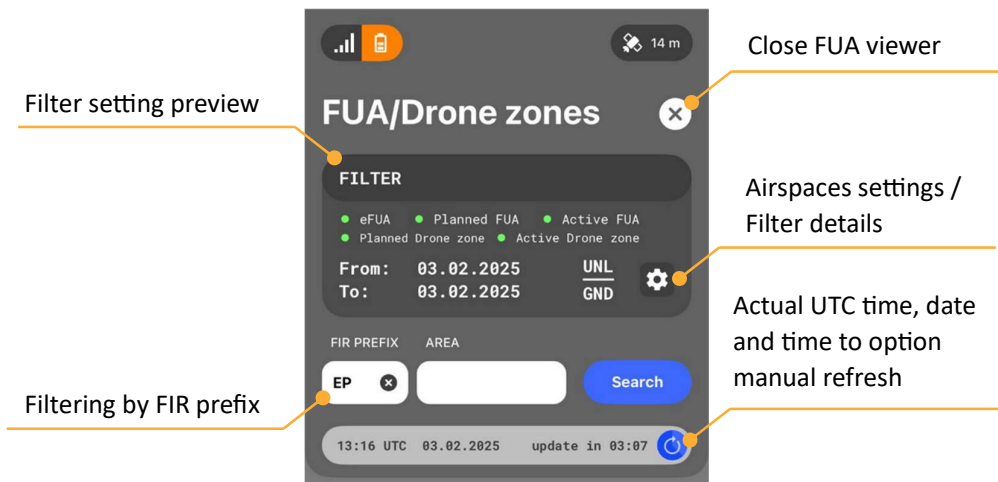 14 m
Close FUA viewer
Filter setting preview
FUA/Drone zones
FILTER
Airspaces settings /
Filter details
eFUA Planned FUA Active FUA
Planned Drone zone Active Drone zone
From: 03.02.2025 UNL
To: 03.02.2025 GND
Actual UTC time, date
and time to option
manual refresh
FIR PREFIX AREA
EP Search
Filtering by FIR prefix
13:16 UTC 03.02.2025 update in 03:07